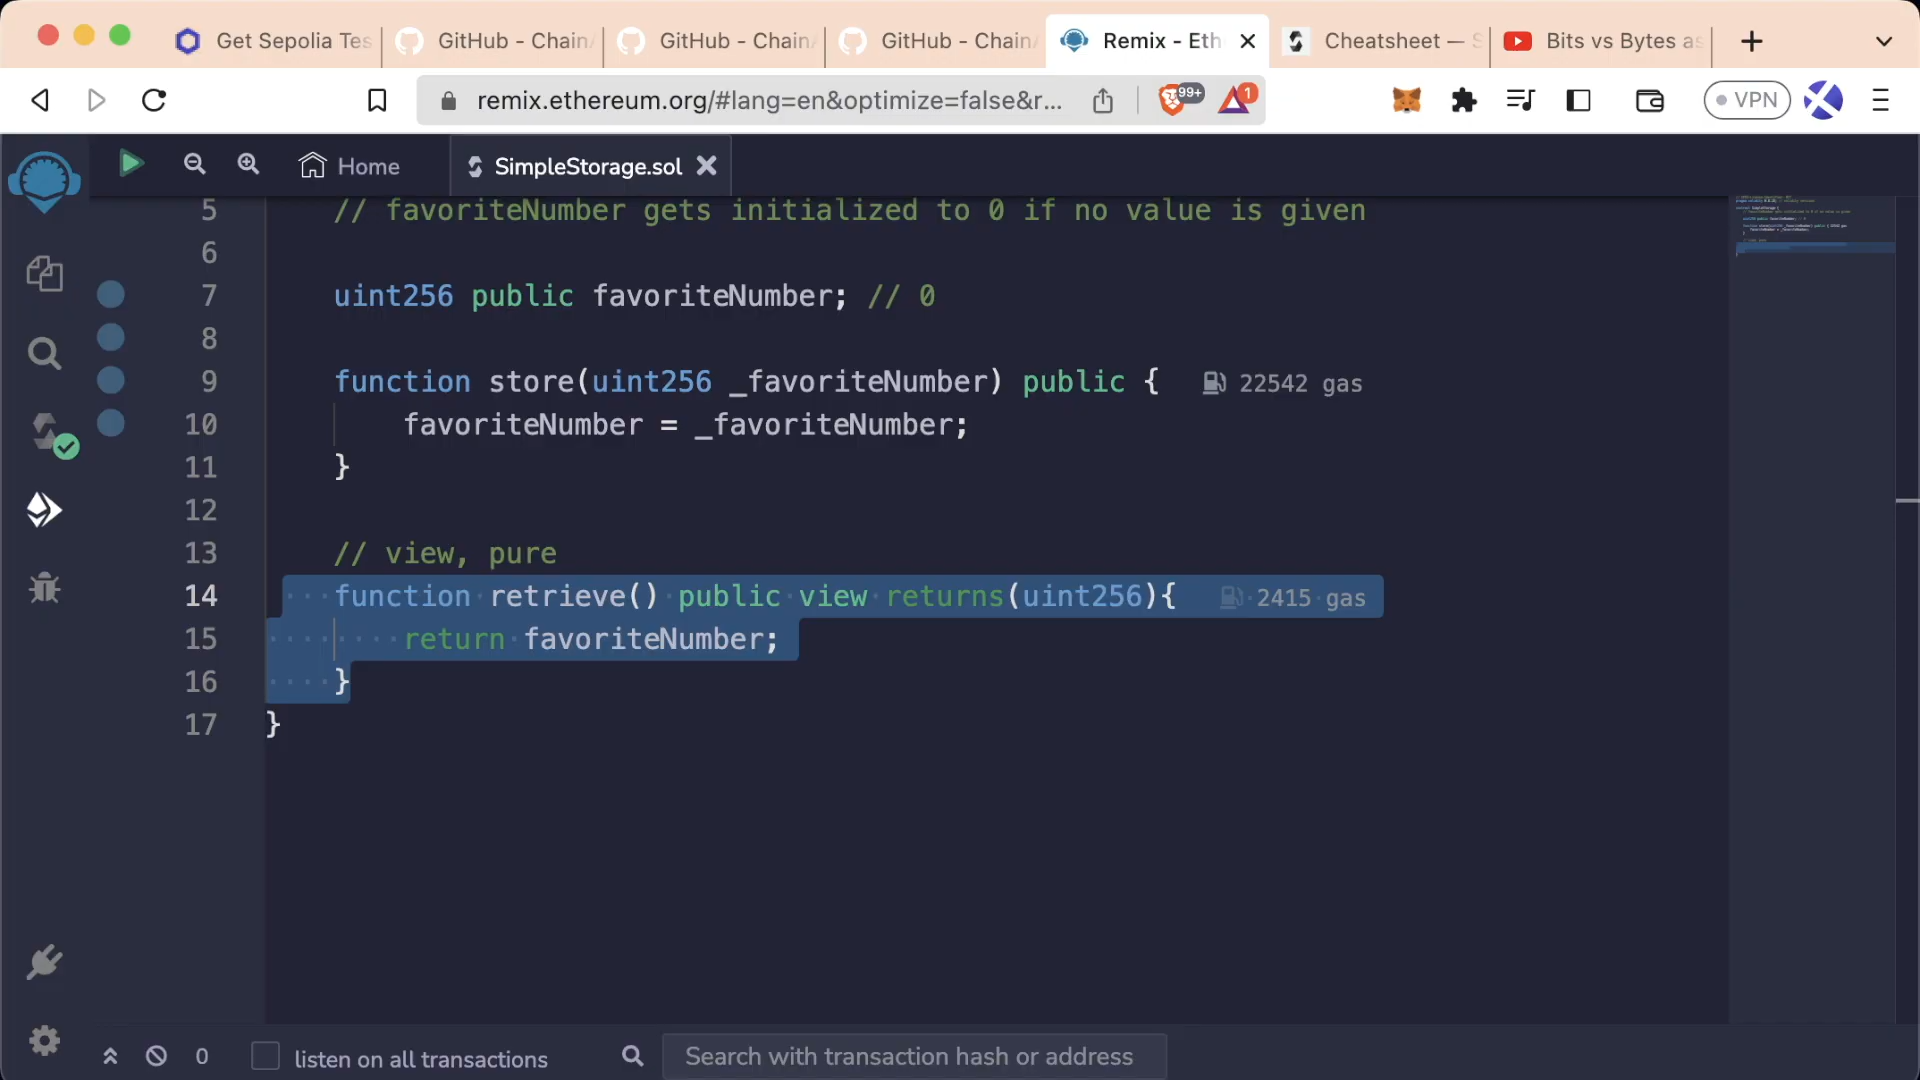 Get Sepolia Tes
GitHub - Chain
GitHub - Chain
GitHub - Chain
Remix - Eth
Cheatsheet — S
Bits vs Bytes as
remix.ethereum.org/#lang=en&optimize=false&r...
99+
1
VPN
Home
SimpleStorage.sol
5 // favoriteNumber gets initialized to 0 if no value is given
6
7 uint256 public favoriteNumber; // 0
8
9 function store(uint256 _favoriteNumber) public { 22542 gas
10 favoriteNumber = _favoriteNumber;
11 }
12
13 // view, pure
14 function retrieve() public view returns(uint256){ 2415 gas
15 return favoriteNumber;
16 }
17 }
0
listen on all transactions
Search with transaction hash or address